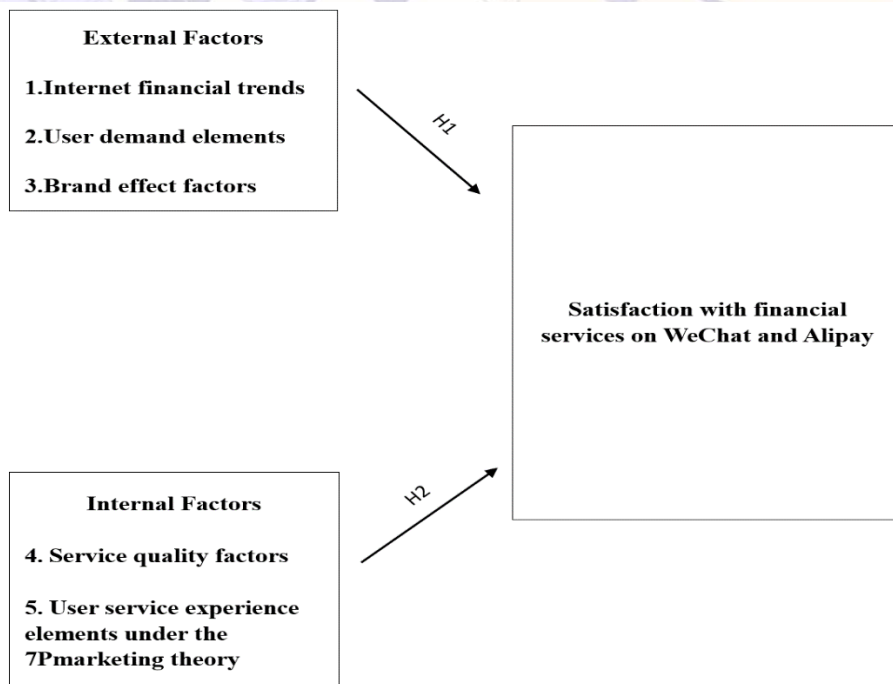 External Factors
1.Internet financial trends
2.User demand elements
3.Brand effect factors
H1
Satisfaction with financial
services on WeChat and Alipay
Internal Factors
4. Service quality factors
5. User service experience
elements under the
7Pmarketing theory
H2